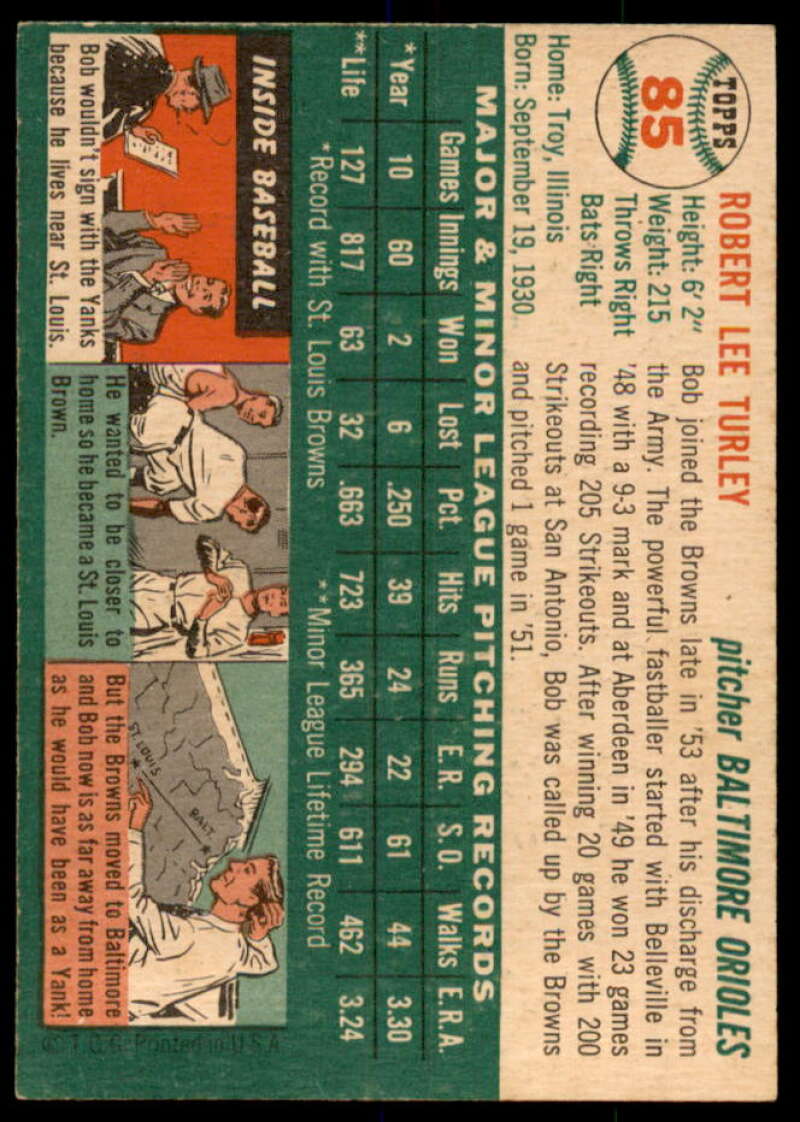 TOPPS
85
ROBERT LEE TURLEY
pitcher BALTIMORE ORIOLES
Height: 6' 2"
Weight: 215
Throws Right
Bats Right
Home: Troy, Illinois
Born: September 19, 1930
Bob joined the Browns late in '53 after his discharge from
the Army. The powerful fastballer started with Belleville in
'48 with a 9-3 mark and at Aberdeen in '49 he won 23 games
recording 205 Strikeouts. After winning 20 games with 200
Strikeouts at San Antonio, Bob was called up by the Browns
and pitched 1 game in '51.
MAJOR & MINOR LEAGUE PITCHING RECORDS
Games Innings Won Lost Pct. Hits Runs E.R. S.O. Walks E.R.A.
*Year 10 60 2 6 .250 39 24 22 61 44 3.30
**Life 127 817 63 32 .663 723 365 294 611 462 3.24
*Record with St. Louis Browns **Minor League Lifetime Record
INSIDE BASEBALL
Bob wouldn't sign with the Yanks
because he lives near St. Louis.
He wanted to be closer to
home so he became a St. Louis
Brown.
ST. LOUIS
BALT.
But the Browns moved to Baltimore
and Bob now is as far away from home
as he would have been as a Yank!
© T.C.G. Printed in U.S.A.